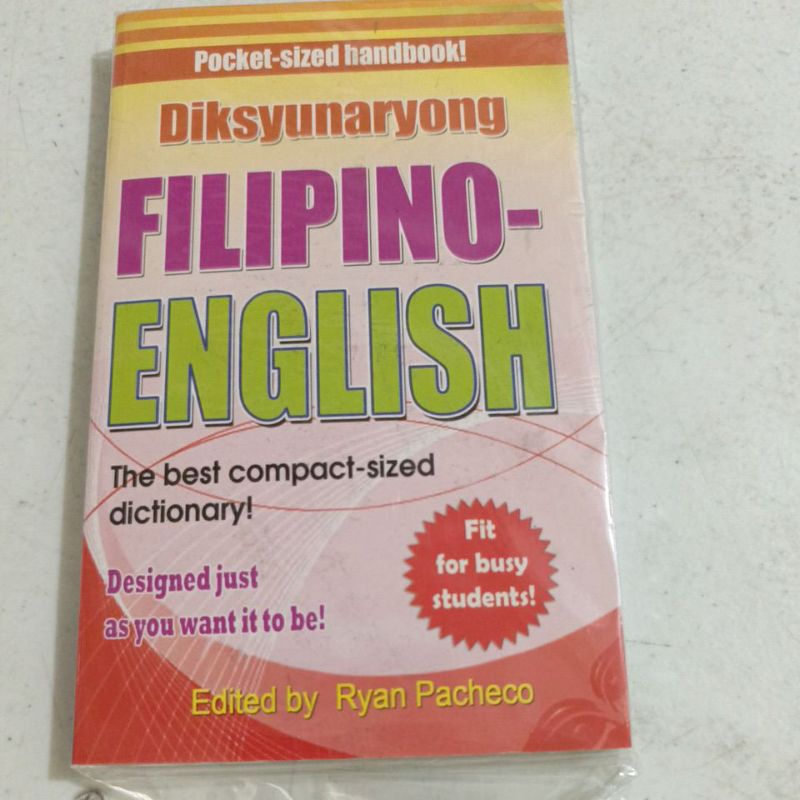 Pocket-sized handbook!
Diksyunaryong
FILIPINO-
ENGLISH
The best compact-sized
dictionary!
Designed just
as you want it to be!
Fit
for busy
students!
Edited by Ryan Pacheco